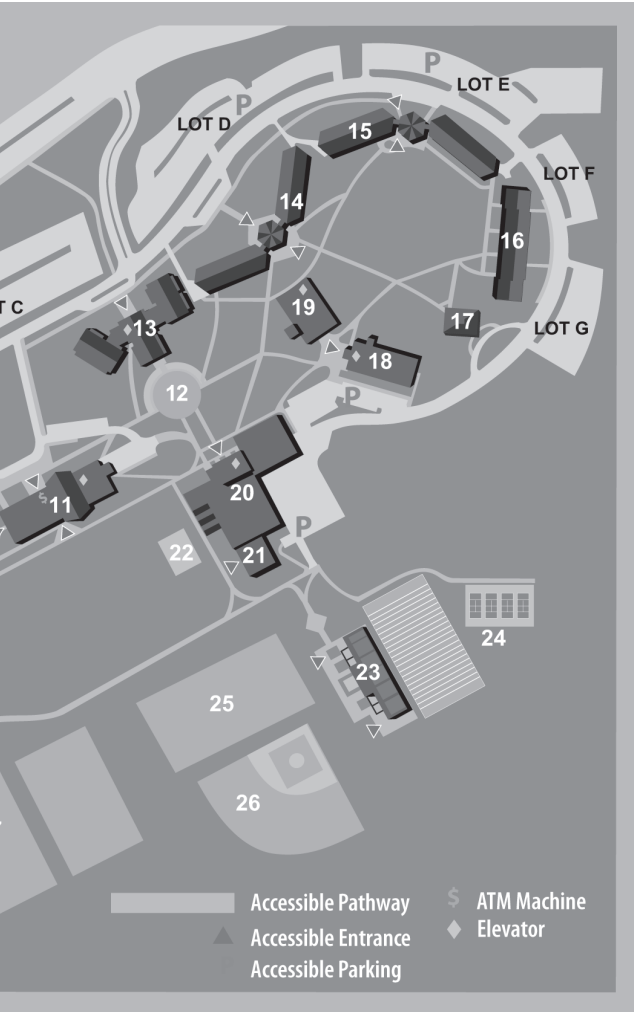 P
LOT E
P
LOT D
15
LOT F
14
16
T C
19
17
13
LOT G
18
12
P
20
$
11
P
22
21
24
23
25
26
Accessible Pathway
$ ATM Machine
Accessible Entrance
Elevator
P Accessible Parking